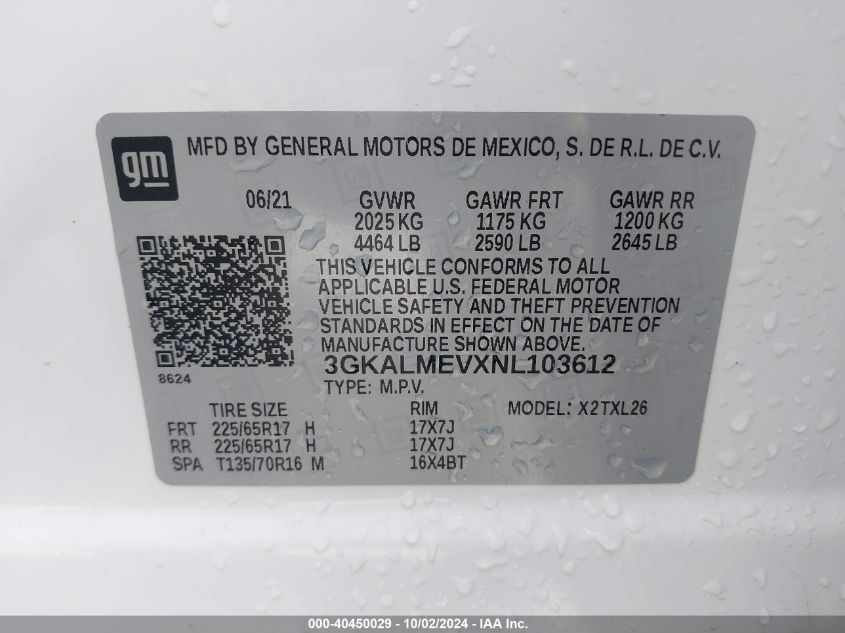 gm MFD BY GENERAL MOTORS DE MEXICO, S. DE R.L. DE C.V.
06/21 GVWR GAWR FRT GAWR RR
2025 KG 1175 KG 1200 KG
4464 LB 2590 LB 2645 LB
THIS VEHICLE CONFORMS TO ALL
APPLICABLE U.S. FEDERAL MOTOR
VEHICLE SAFETY AND THEFT PREVENTION
STANDARDS IN EFFECT ON THE DATE OF
MANUFACTURE SHOWN ABOVE.
3GKALMEVXNL103612
8624
TYPE: M.P.V.
TIRE SIZE RIM MODEL: X2TXL26
FRT 225/65R17 H 17X7J
RR 225/65R17 H 17X7J
SPA T135/70R16 M 16X4BT
000-40450029 - 10/02/2024 - IAA, Inc.